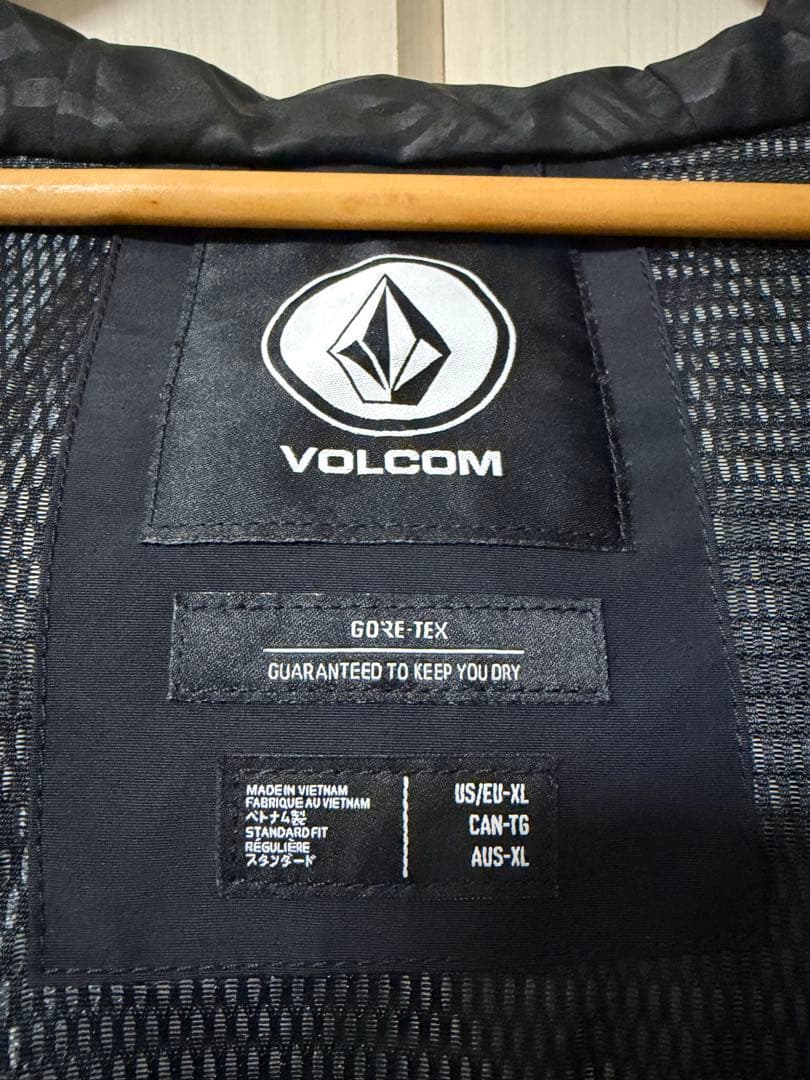 VOLCOM
GORE-TEX
GUARANTEED TO KEEP YOU DRY
MADE IN VIETNAM
FABRIQUE AU VIETNAM
ベトナム製
STANDARD FIT
RÉGULIÈRE
スタンダード
US/EU-XL
CAN-TG
AUS-XL